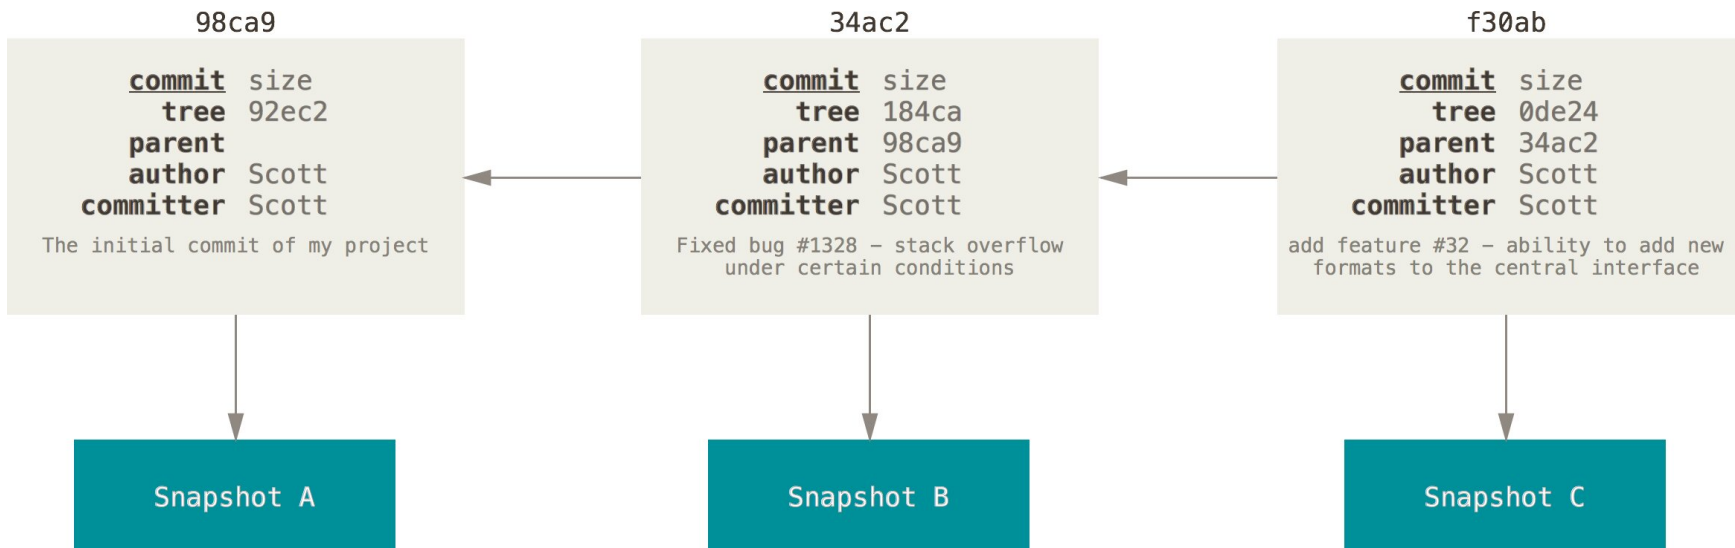 98ca9
commit size
tree 92ec2
parent
author Scott
committer Scott
The initial commit of my project
Snapshot A
34ac2
commit size
tree 184ca
parent 98ca9
author Scott
committer Scott
Fixed bug #1328 – stack overflow
under certain conditions
Snapshot B
f30ab
commit size
tree 0de24
parent 34ac2
author Scott
committer Scott
add feature #32 – ability to add new
formats to the central interface
Snapshot C